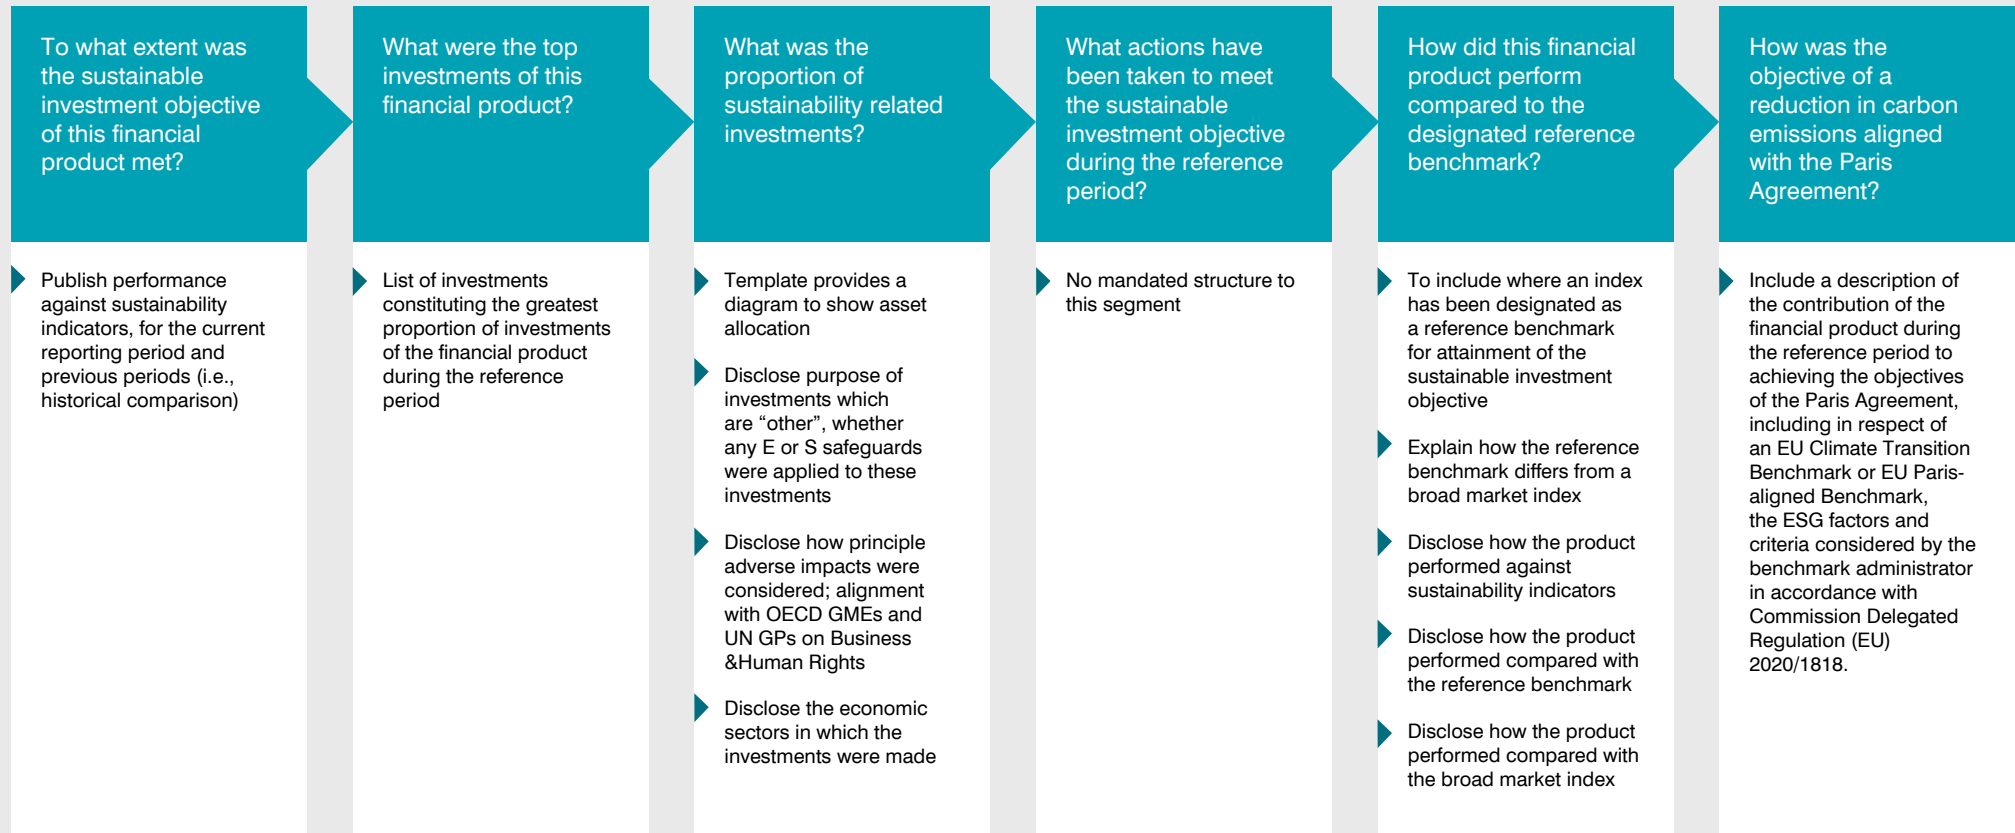 To what extent was
the sustainable
investment objective
of this financial
product met?
Publish performance
against sustainability
indicators, for the current
reporting period and
previous periods (i.e.,
historical comparison)
What were the top
investments of this
financial product?
List of investments
constituting the greatest
proportion of investments
of the financial product
during the reference
period
What was the
proportion of
sustainability related
investments?
Template provides a
diagram to show asset
allocation
Disclose purpose of
investments which
are “other”, whether
any E or S safeguards
were applied to these
investments
Disclose how principle
adverse impacts were
considered; alignment
with OECD GMEs and
UN GPs on Business
&Human Rights
Disclose the economic
sectors in which the
investments were made
What actions have
been taken to meet
the sustainable
investment objective
during the reference
period?
No mandated structure to
this segment
How did this financial
product perform
compared to the
designated reference
benchmark?
To include where an index
has been designated as
a reference benchmark
for attainment of the
sustainable investment
objective
Explain how the reference
benchmark differs from a
broad market index
Disclose how the product
performed against
sustainability indicators
Disclose how the product
performed compared with
the reference benchmark
Disclose how the product
performed compared with
the broad market index
How was the
objective of a
reduction in carbon
emissions aligned
with the Paris
Agreement?
Include a description of
the contribution of the
financial product during
the reference period to
achieving the objectives
of the Paris Agreement,
including in respect of
an EU Climate Transition
Benchmark or EU Paris-
aligned Benchmark,
the ESG factors and
criteria considered by the
benchmark administrator
in accordance with
Commission Delegated
Regulation (EU)
2020/1818.